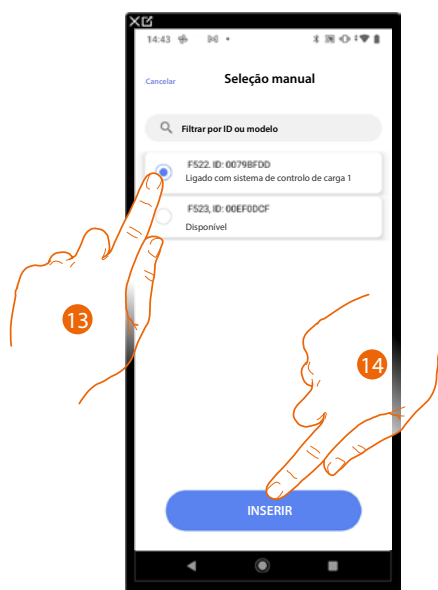 14:43
Cancelar
Seleção manual
Filtrar por ID ou modelo
F522. ID: 0079BFDD
Ligado com sistema de controlo de carga 1
F523, ID: 00EF0DCF
Disponível
13
14
INSERIR